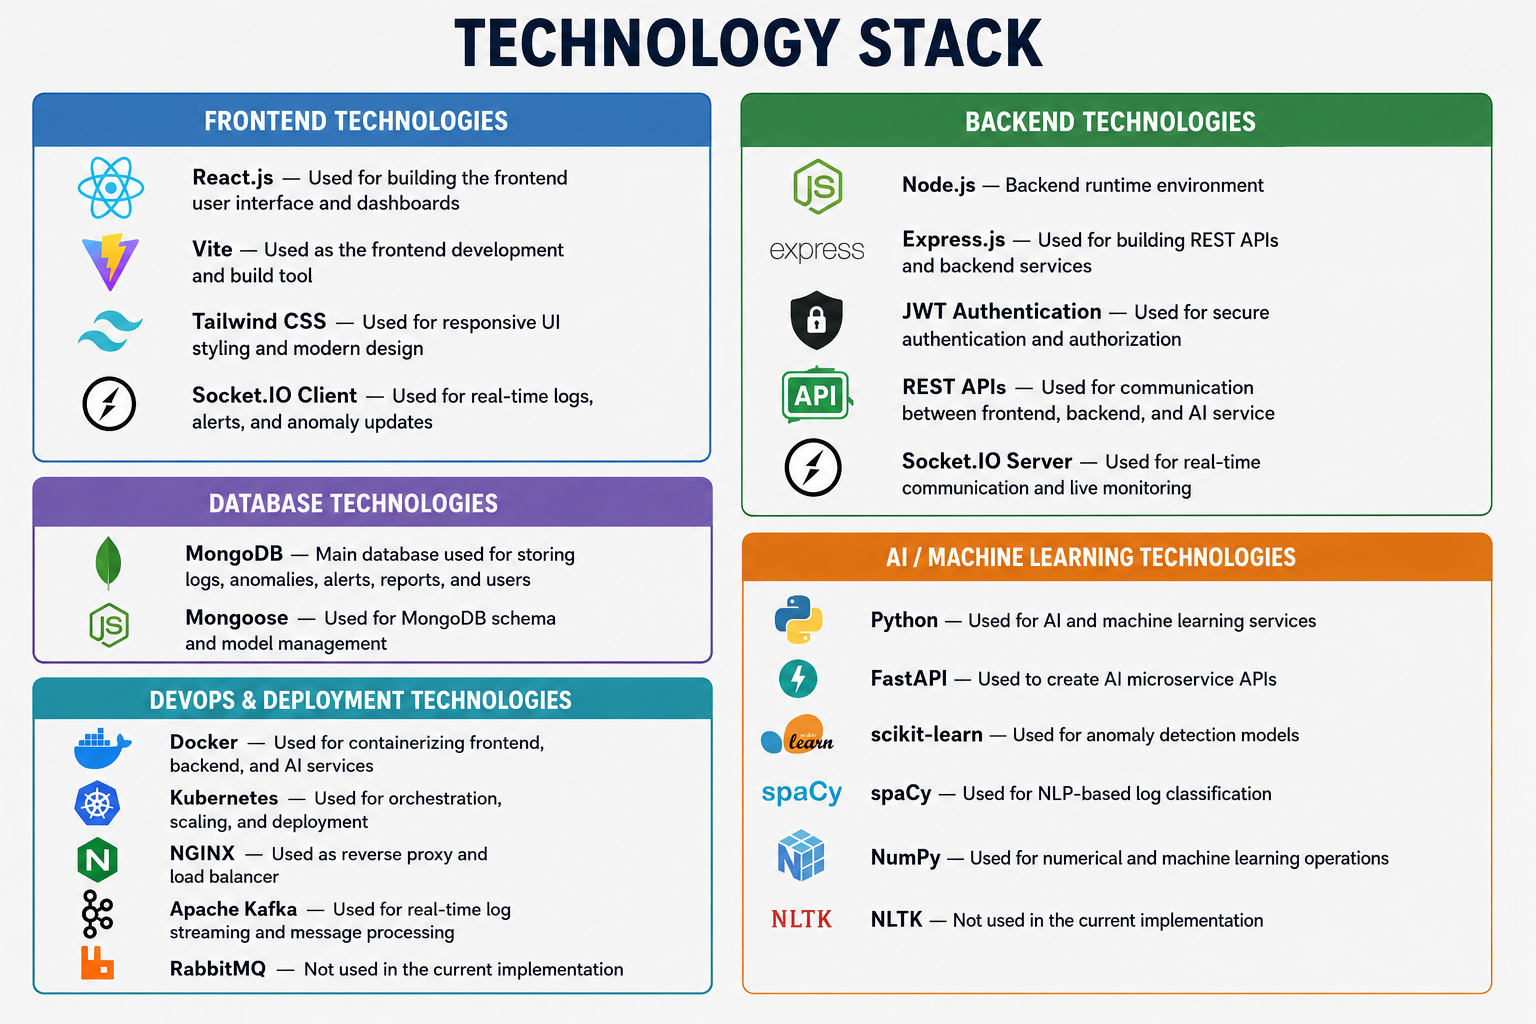 TECHNOLOGY STACK
FRONTEND TECHNOLOGIES
React.js — Used for building the frontend
user interface and dashboards
Vite — Used as the frontend development
and build tool
Tailwind CSS — Used for responsive UI
styling and modern design
Socket.IO Client — Used for real-time logs,
alerts, and anomaly updates
DATABASE TECHNOLOGIES
MongoDB — Main database used for storing
logs, anomalies, alerts, reports, and users
JS
Mongoose — Used for MongoDB schema
and model management
DEVOPS & DEPLOYMENT TECHNOLOGIES
Docker — Used for containerizing frontend,
backend, and AI services
Kubernetes — Used for orchestration,
scaling, and deployment
N
NGINX — Used as reverse proxy and
load balancer
Apache Kafka — Used for real-time log
streaming and message processing
RabbitMQ — Not used in the current implementation
BACKEND TECHNOLOGIES
JS
Node.js — Backend runtime environment
express
Express.js — Used for building REST APIs
and backend services
JWT Authentication — Used for secure
authentication and authorization
API
REST APIs — Used for communication
between frontend, backend, and AI service
Socket.IO Server — Used for real-time
communication and live monitoring
AI / MACHINE LEARNING TECHNOLOGIES
Python — Used for AI and machine learning services
FastAPI — Used to create AI microservice APIs
learn
scikit-learn — Used for anomaly detection models
spaCy
spaCy — Used for NLP-based log classification
N
NumPy — Used for numerical and machine learning operations
NLTK
NLTK — Not used in the current implementation